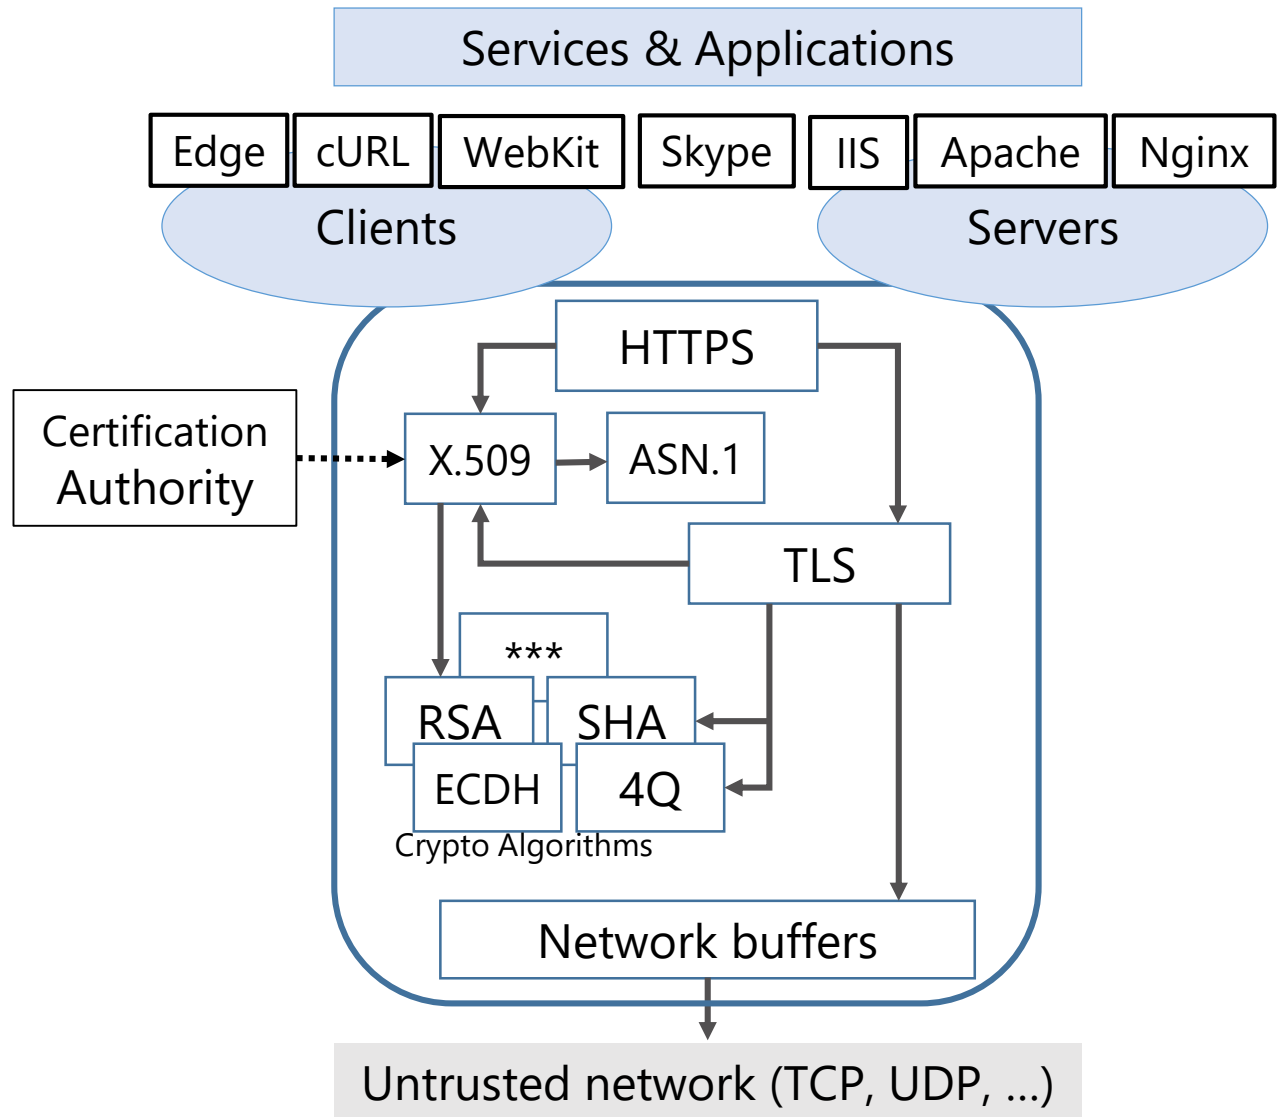 Services & Applications
Edge
cURL
WebKit
Skype
IIS
Apache
Nginx
Clients
Servers
HTTPS
Certification
Authority
X.509
ASN.1
TLS
***
RSA
SHA
ECDH
4Q
Crypto Algorithms
Network buffers
Untrusted network (TCP, UDP, ...)